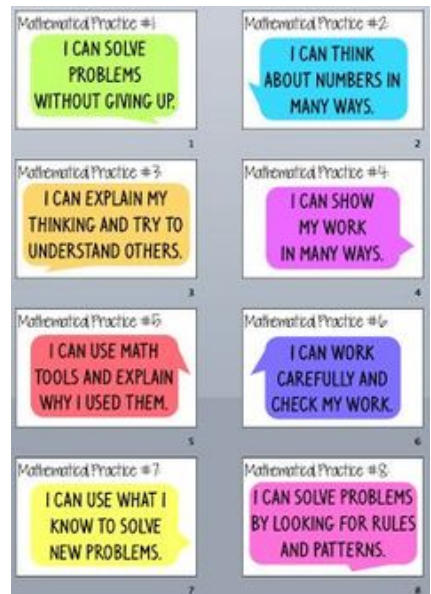 Mathematical Practice #1
I CAN SOLVE
PROBLEMS
WITHOUT GIVING UP.
1
Mathematical Practice #2
I CAN THINK
ABOUT NUMBERS IN
MANY WAYS.
2
Mathematical Practice #3
I CAN EXPLAIN MY
THINKING AND TRY TO
UNDERSTAND OTHERS.
3
Mathematical Practice #4
I CAN SHOW
MY WORK
IN MANY WAYS.
4
Mathematical Practice #5
I CAN USE MATH
TOOLS AND EXPLAIN
WHY I USED THEM.
5
Mathematical Practice #6
I CAN WORK
CAREFULLY AND
CHECK MY WORK.
6
Mathematical Practice #7
I CAN USE WHAT I
KNOW TO SOLVE
NEW PROBLEMS.
7
Mathematical Practice #8
I CAN SOLVE PROBLEMS
BY LOOKING FOR RULES
AND PATTERNS.
8